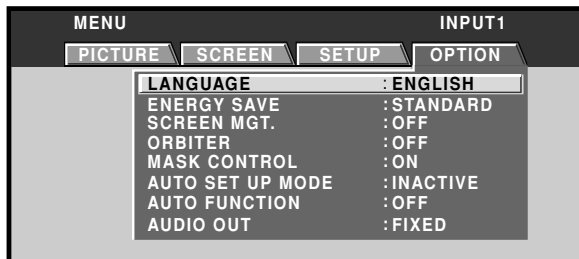 MENU INPUT1
PICTURE SCREEN SETUP OPTION
LANGUAGE : ENGLISH
ENERGY SAVE : STANDARD
SCREEN MGT. : OFF
ORBITER : OFF
MASK CONTROL : ON
AUTO SET UP MODE : INACTIVE
AUTO FUNCTION : OFF
AUDIO OUT : FIXED